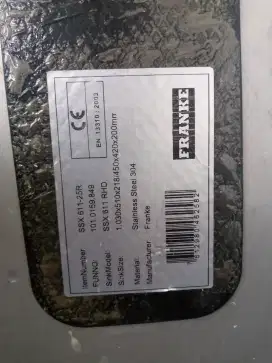 FRANKE
CE
EN 13310 / 2003
ItemNumber SSX 611-25R
FUNNO: 101.0159.849
SinkModel: SSX 611 RHD
SinkSize: 1,030x510x218/450x420x200mm
Material: Stainless Steel 304
Manufacturer Franke